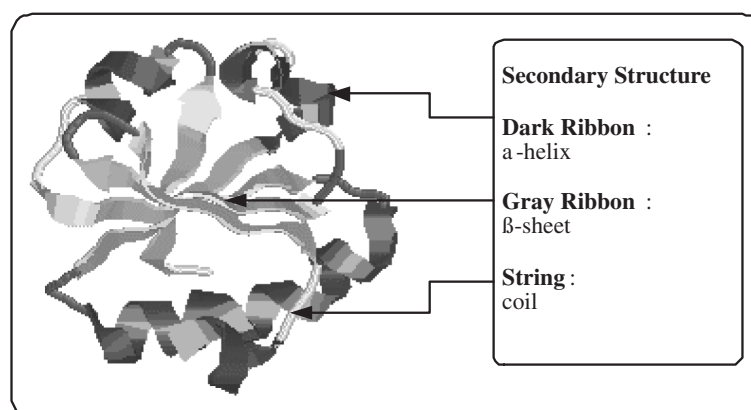 Secondary Structure
Dark Ribbon :
a-helix
Gray Ribbon :
ß-sheet
String :
coil